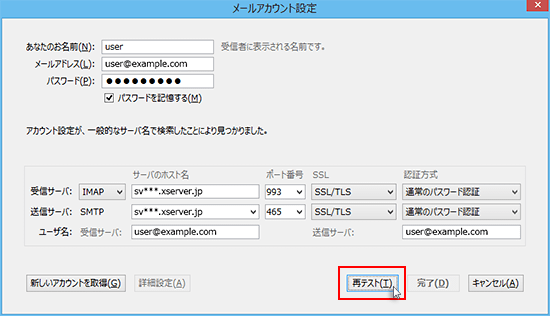 メールアカウント設定
あなたのお名前(N): user 受信者に表示される名前です。
メールアドレス(L): user@example.com
パスワード(P): ●●●●●●●●●
パスワードを記憶する(M)
アカウント設定が、一般的なサーバ名で検索したことにより見つかりました。
サーバのホスト名 ポート番号 SSL 認証方式
受信サーバ: IMAP sv***.xserver.jp 993 SSL/TLS 通常のパスワード認証
送信サーバ: SMTP sv***.xserver.jp 465 SSL/TLS 通常のパスワード認証
ユーザ名: 受信サーバ: user@example.com 送信サーバ: user@example.com
新しいアカウントを取得(G) 詳細設定(A) 再テスト(T) 完了(D) キャンセル(A)